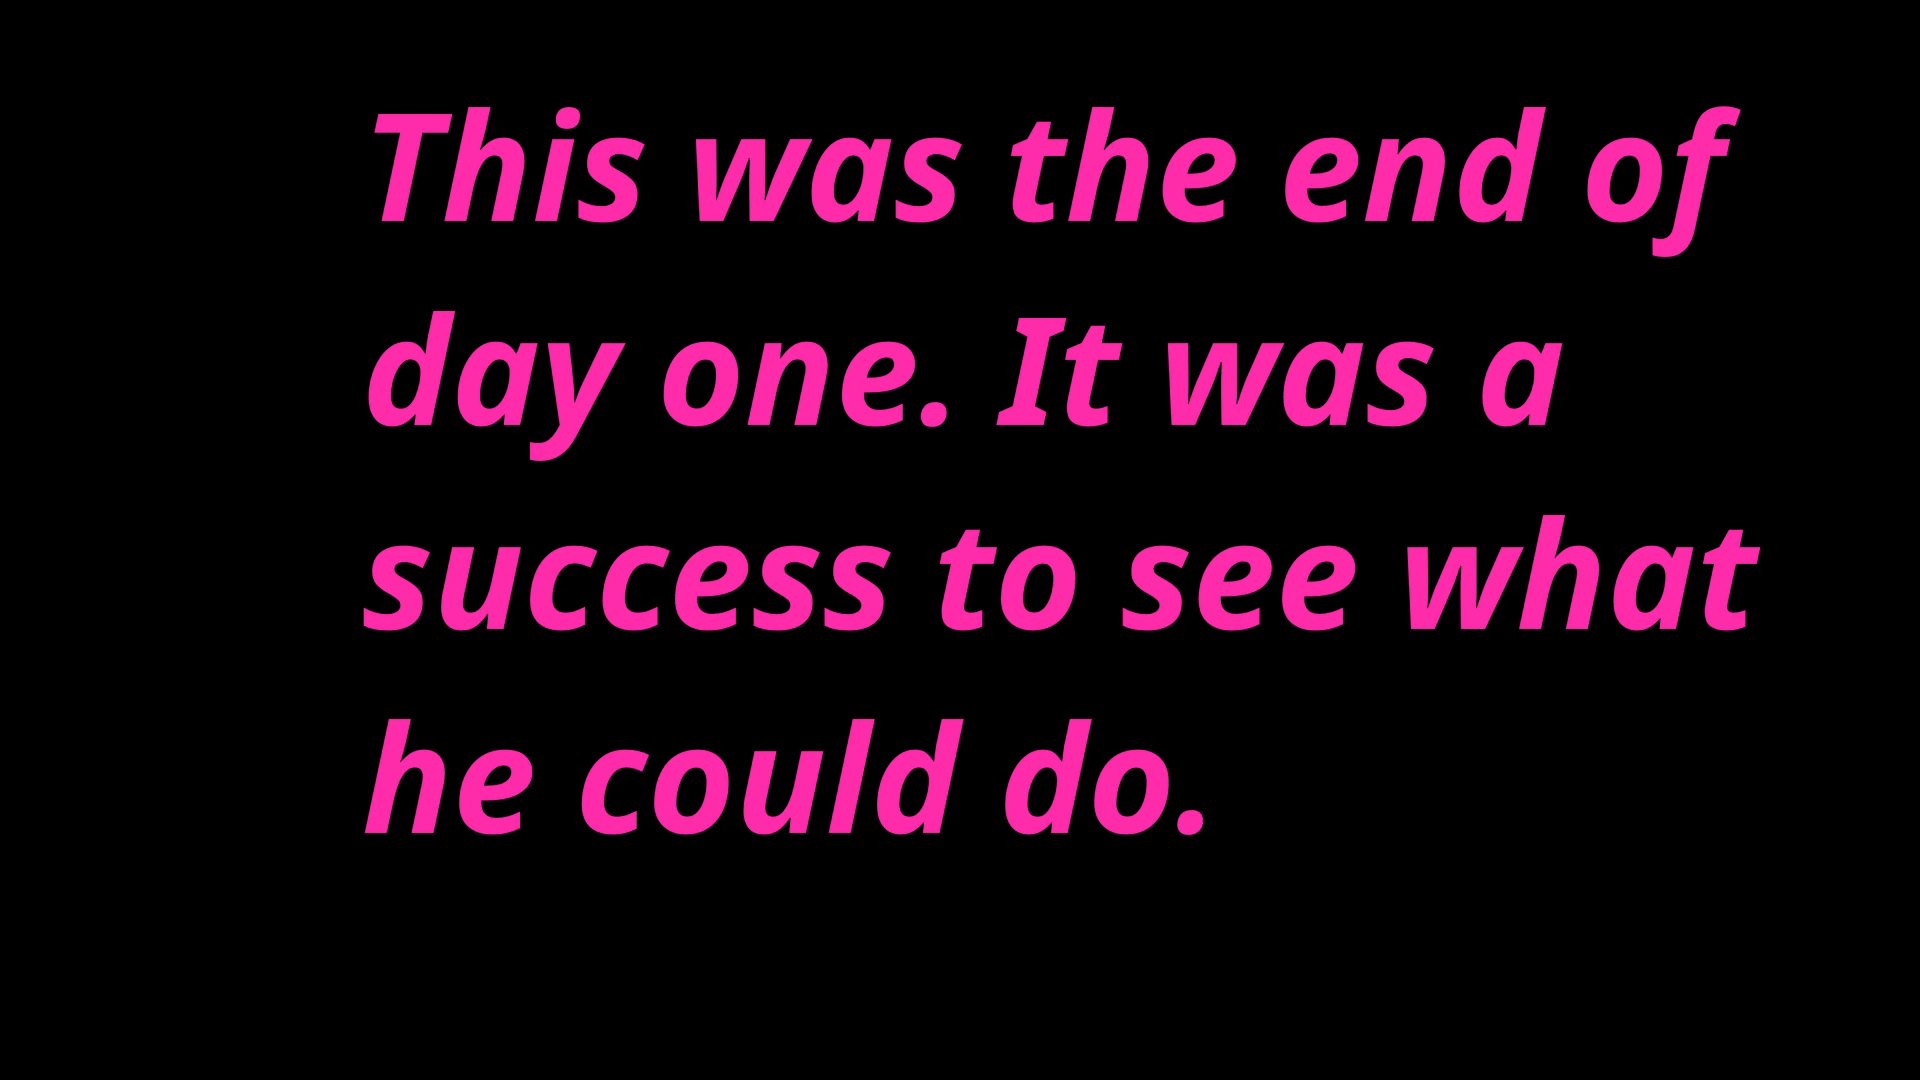 This was the end of
day one. It was a
success to see what
he could do.